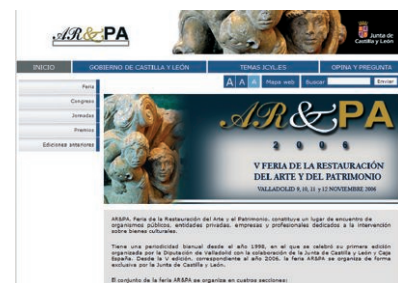 AR&PA
Junta de
Castilla y León
INICIO GOBIERNO DE CASTILLA Y LEÓN TEMAS JCYL.ES OPINA Y PREGUNTA
A A A Mapa web Buscar Enviar
Feria
Congreso
Jornadas
Premios
Ediciones anteriores
AR&PA
2006
V FERIA DE LA RESTAURACIÓN
DEL ARTE Y DEL PATRIMONIO
VALLADOLID 9, 10, 11 y 12 NOVIEMBRE 2006
AR&PA, Feria de la Restauración del Arte y el Patrimonio, constituye un lugar de encuentro de
organismos públicos, entidades privadas, empresas y profesionales dedicados a la intervención
sobre bienes culturales.
Tiene una periodicidad bianual desde el año 1998, en el que se celebró su primera edición
organizada por la Diputación de Valladolid con la colaboración de la Junta de Castilla y León y Caja
España. Desde la V edición, correspondiente al año 2006, la feria AR&PA se organiza de forma
exclusiva por la Junta de Castilla y León.
El conjunto de la feria AR&PA se organiza en cuatro secciones: